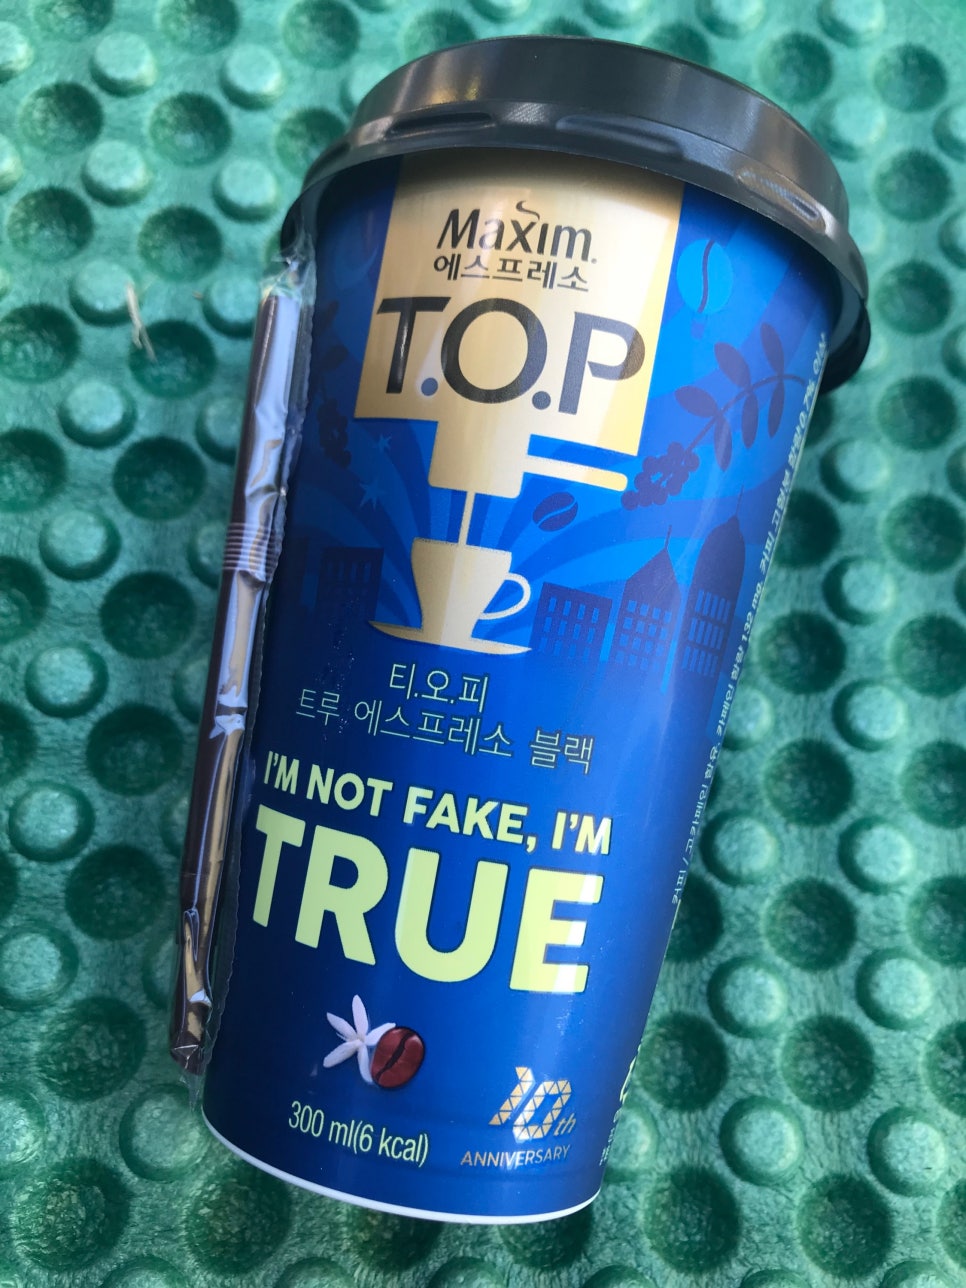 Maxim
에스프레소
T.O.P
티.오.피
트루 에스프레소 블랙
I'M NOT FAKE, I'M
TRUE
300 ml(6 kcal)
10th
ANNIVERSARY